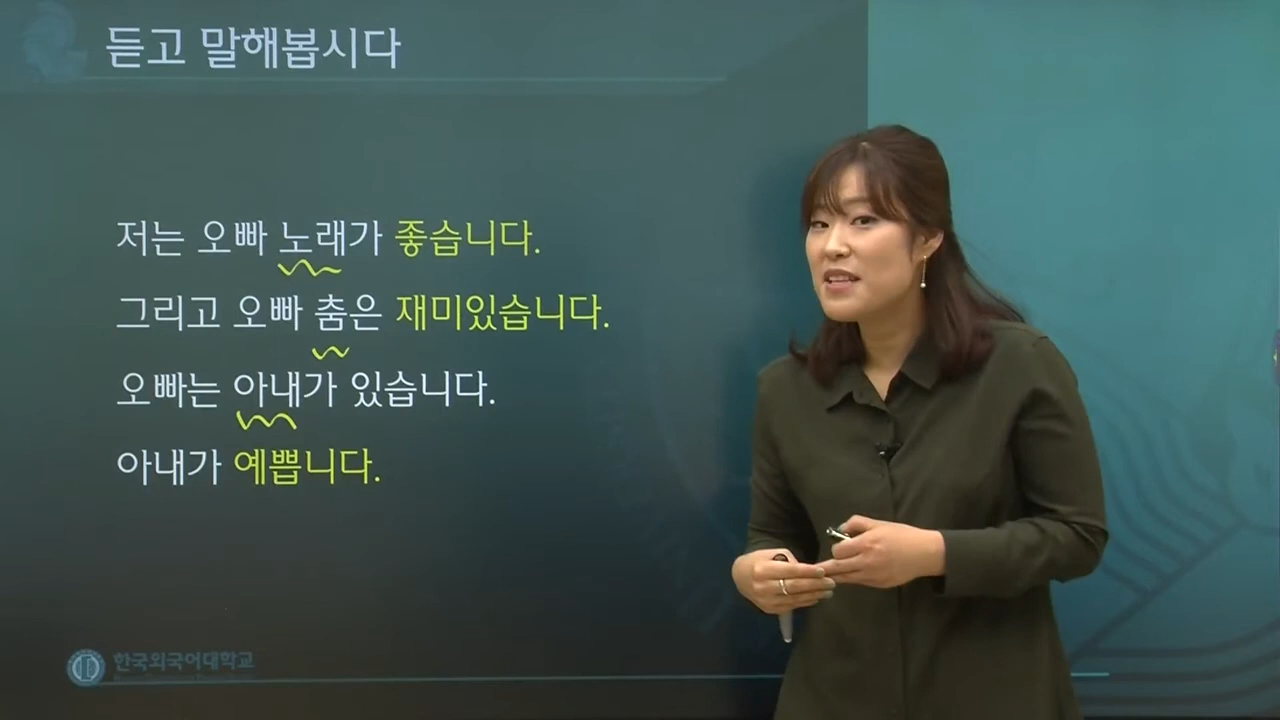 듣고 말해봅시다
저는 오빠 노래가 좋습니다.
그리고 오빠 춤은 재미있습니다.
오빠는 아내가 있습니다.
아내가 예쁩니다.
한국외국어대학교